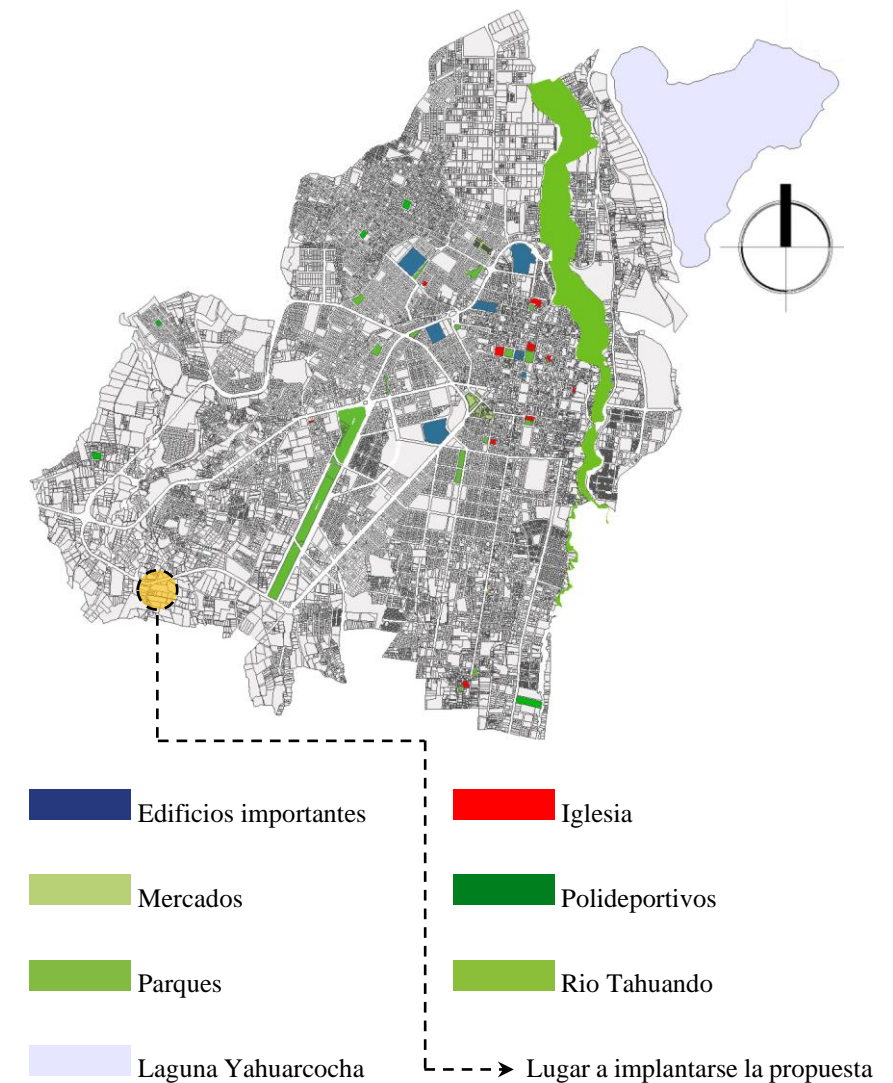 Edificios importantes
Iglesia
Mercados
Polideportivos
Parques
Rio Tahuando
Laguna Yahuarcocha
Lugar a implantarse la propuesta